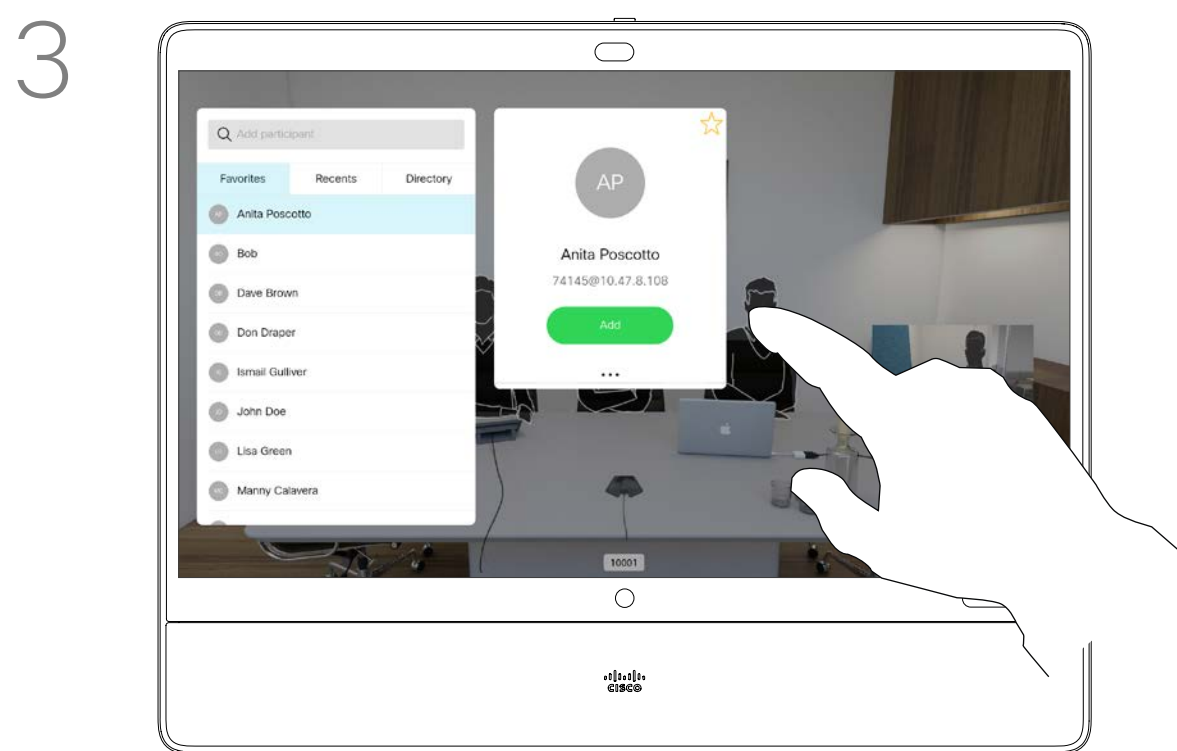 3
Add participant
Favorites Recents Directory
Anita Poscotto
Bob
Dave Brown
Don Draper
Ismail Gulliver
John Doe
Lisa Green
Manny Calavera
AP
Anita Poscotto
74145@10.47.8.108
Add
10001
CISCO